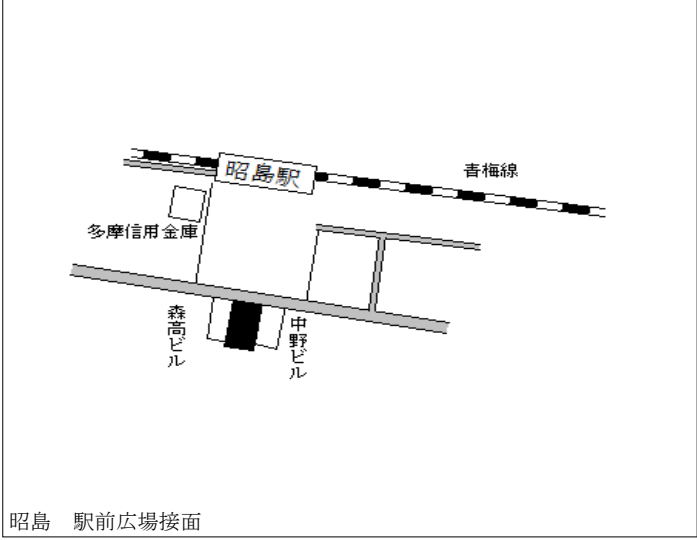 青梅線
昭島駅
多摩信用金庫
森高ビル
中野ビル
昭島　駅前広場接面